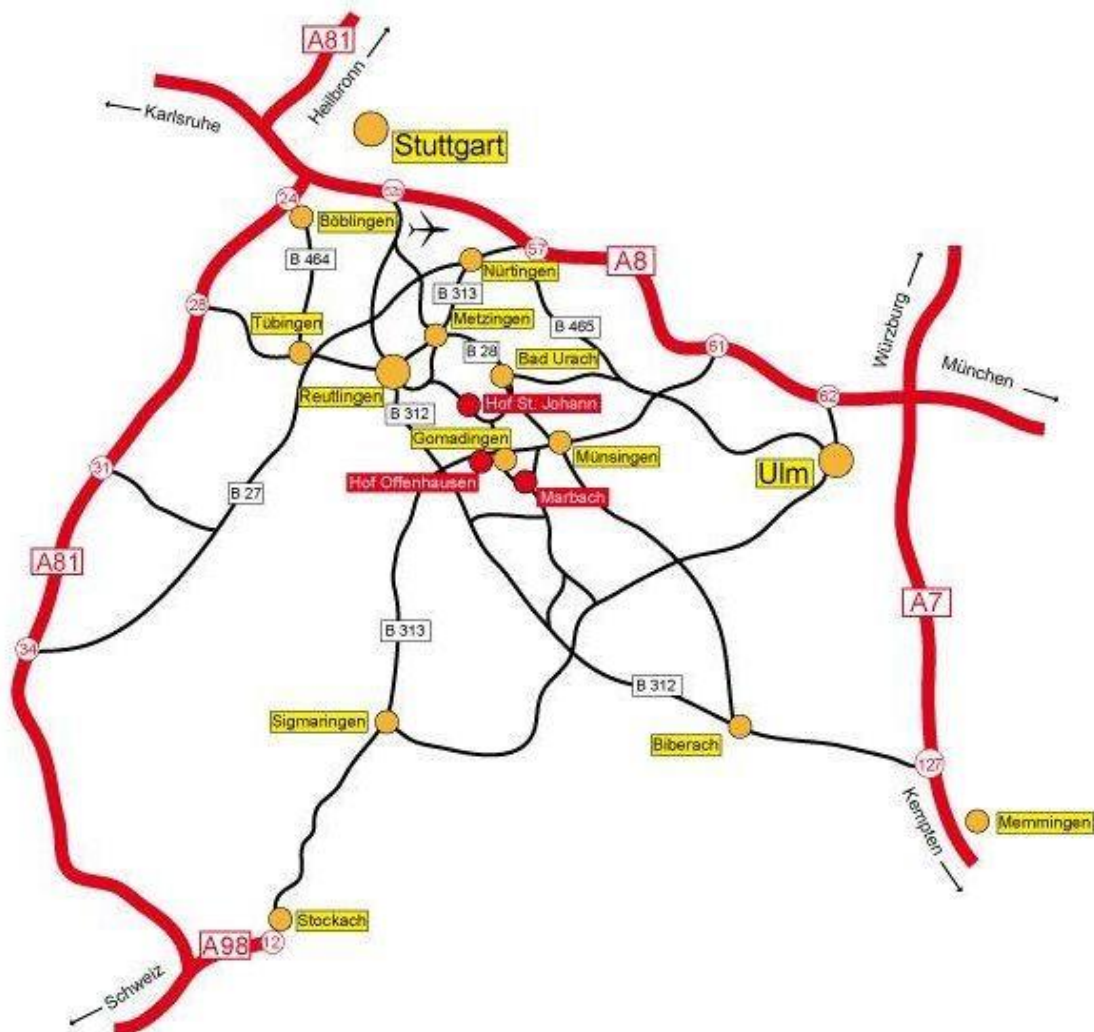 A81
Heilbronn
Karlsruhe
Stuttgart
24
Böblingen
57
A8
Nürtingen
B 464
B 313
28
Tübingen
Metzingen
B 465
Würzburg
61
B 28
Bad Urach
München
Reutlingen
62
Hof St. Johann
B 312
Gomadingen
Münsingen
31
Ulm
Hof Offenhausen
B 27
Marbach
A81
A7
B 313
34
B 312
Sigmaringen
Biberach
127
Kempten
Memmingen
Stockach
A98
12
Schweiz